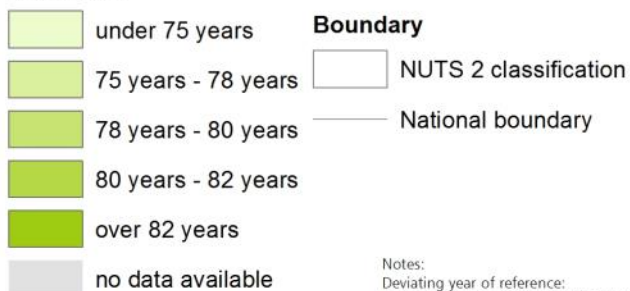 under 75 years
75 years - 78 years
78 years - 80 years
80 years - 82 years
over 82 years
no data available
Boundary
NUTS 2 classification
National boundary
Notes:
Deviating year of reference: